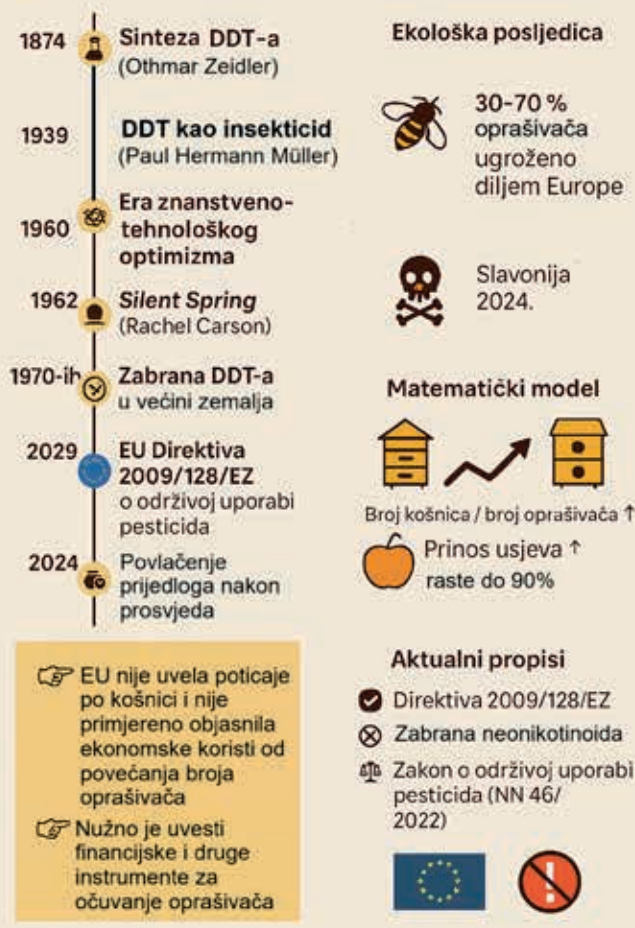 1874
Sinteza DDT-a
(Othmar Zeidler)
1939
DDT kao insekticid
(Paul Hermann Müller)
1960
Era znanstveno-
tehnološkog
optimizma
1962
Silent Spring
(Rachel Carson)
1970-ih
Zabrana DDT-a
u većini zemalja
2029
EU Direktiva
2009/128/EZ
o održivoj uporabi
pesticida
2024
Povlačenje
prijedloga nakon
prosvjeda
EU nije uvela poticaje
po košnici i nije
primjereno objasnila
ekonomske koristi od
povećanja broja
oprašivača
Nužno je uvesti
financijske i druge
instrumente za
očuvanje oprašivača
Ekološka posljedica
30-70 %
oprašivača
ugroženo
diljem Europe
Slavonija
2024.
Matematički model
Broj košnica / broj oprašivača ↑
Prinos usjeva ↑
raste do 90%
Aktualni propisi
Direktiva 2009/128/EZ
Zabrana neonikotinoida
Zakon o održivoj uporabi
pesticida (NN 46/
2022)